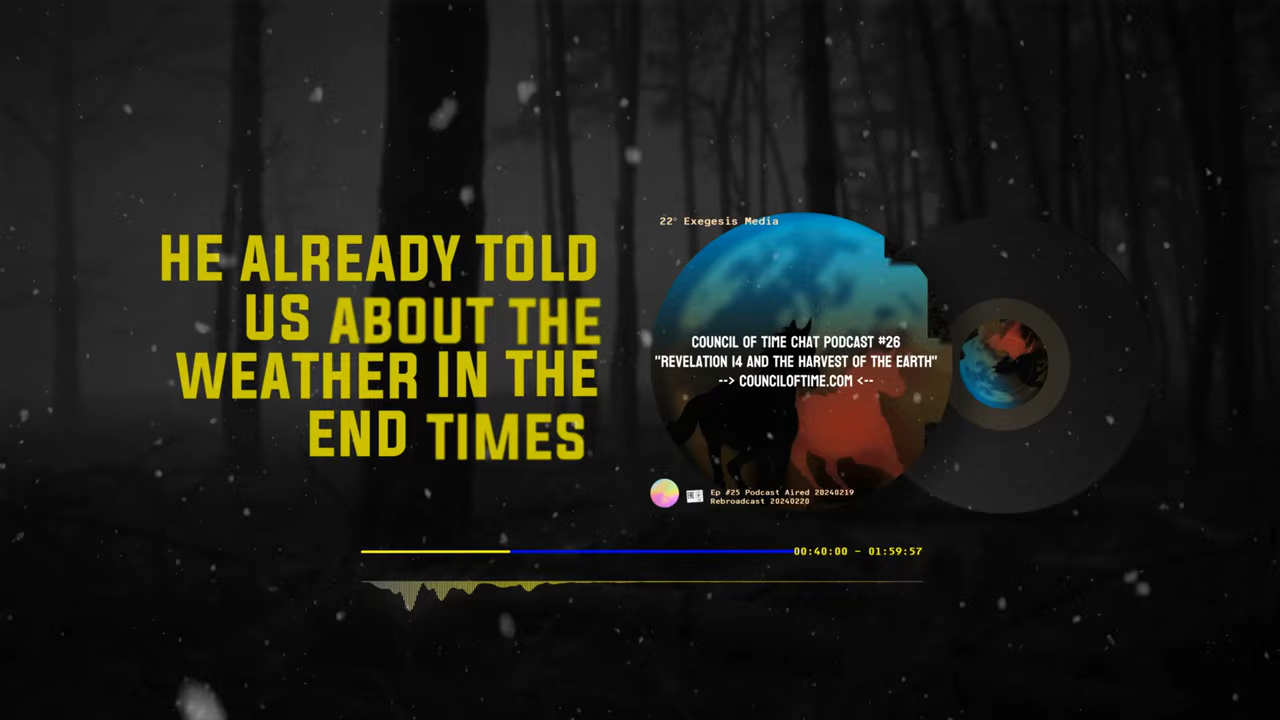 HE ALREADY TOLD
US ABOUT THE
WEATHER IN THE
END TIMES
22° Exegesis Media
COUNCIL OF TIME CHAT PODCAST #26
"REVELATION 14 AND THE HARVEST OF THE EARTH"
--> COUNCILOFTIME.COM <--
Ep #25 Podcast Aired 20240219
Rebroadcast 20240220
00:40:00 - 01:59:57